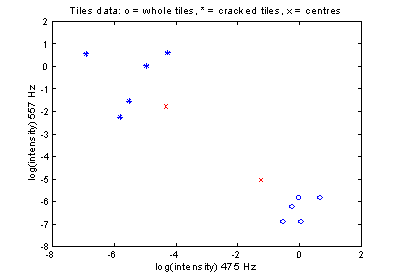 Tiles data: o = whole tiles, * = cracked tiles, x = centres
2
1
0
-1
-2
-3
-4
-5
-6
-7
-8
log(intensity) 557 Hz
-8 -6 -4 -2 0 2
log(intensity) 475 Hz